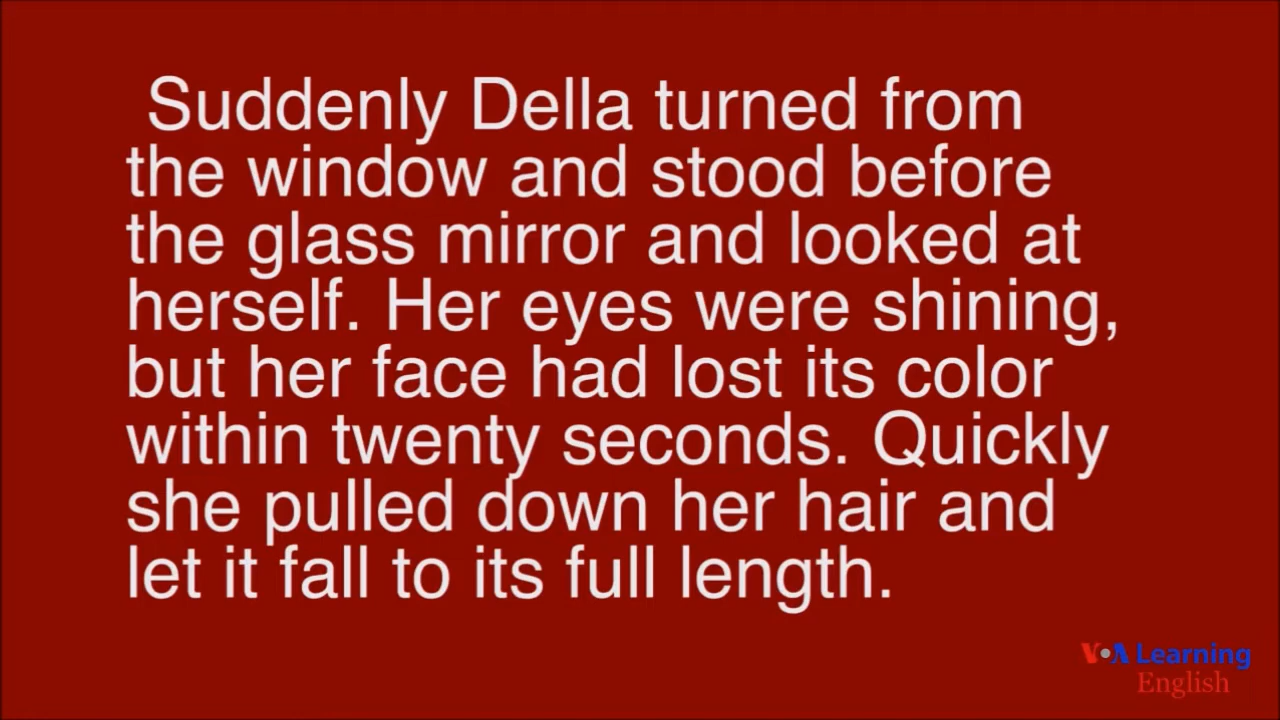 Suddenly Della turned from
the window and stood before
the glass mirror and looked at
herself. Her eyes were shining,
but her face had lost its color
within twenty seconds. Quickly
she pulled down her hair and
let it fall to its full length.
VOA Learning
English